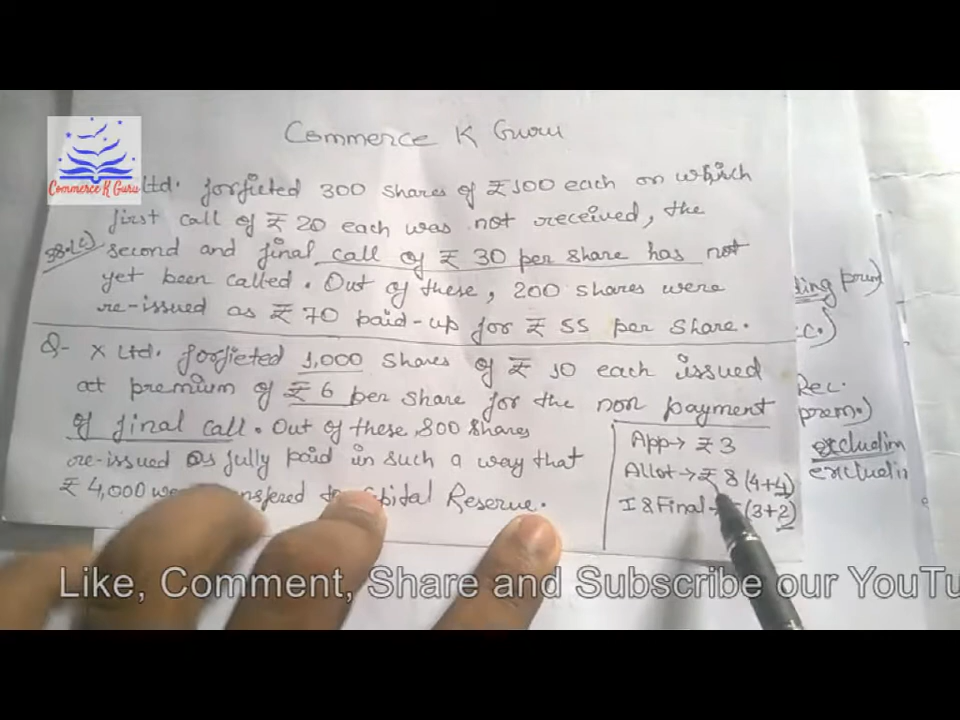 Commerce K Guru
Commerce K Guru
Ltd. forfieted 300 shares of ₹100 each on which
first call of ₹ 20 each was not received, the
second and final call of ₹ 30 per share has not
yet been called. Out of these, 200 shares were
re-issued as ₹ 70 paid-up for ₹ 55 per share.
Q- X Ltd. forfieted 1,000 shares of ₹ 10 each issued
at premium of ₹ 6 per share for the non payment
of final call. Out of these, 800 shares
re-issued as fully paid in such a way that
₹ 4,000 to Capital Reserve.
App→ ₹ 3
Allot→ ₹ 8 (4+4)
I & Final→ (3+2)
ding prem)
.c.)
Rec.
prem.)
excludin
excludin
Like, Comment, Share and Subscribe our YouTu